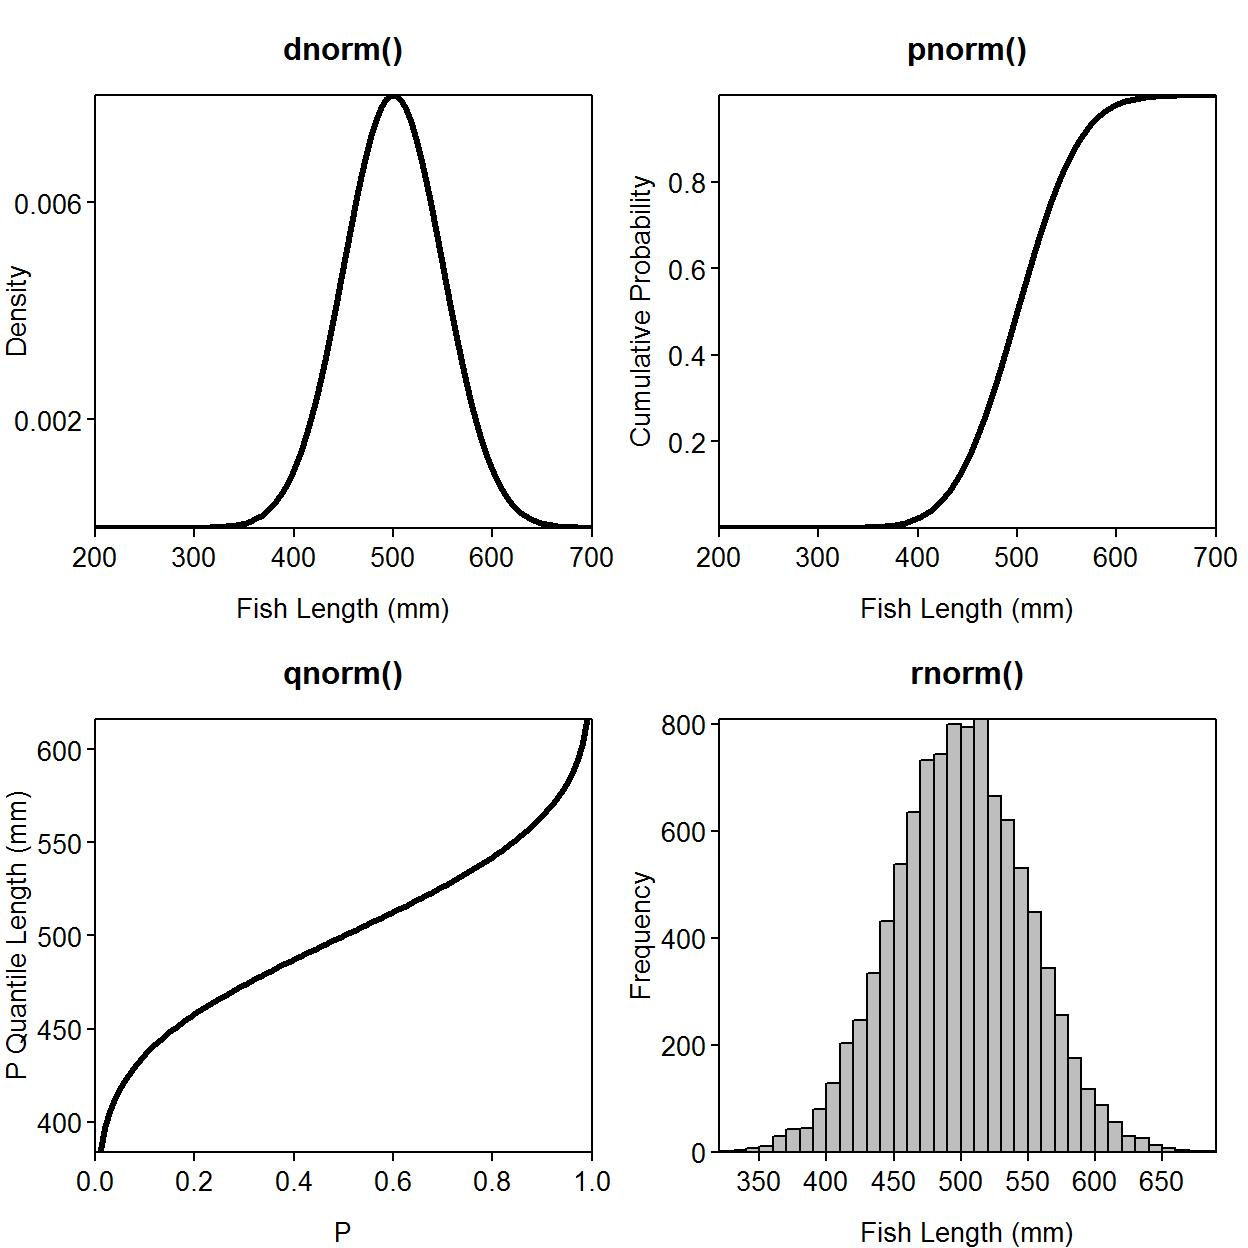 dnorm()
Density
0.006
0.002
200 300 400 500 600 700
Fish Length (mm)
pnorm()
Cumulative Probability
0.8
0.6
0.4
0.2
200 300 400 500 600 700
Fish Length (mm)
qnorm()
P Quantile Length (mm)
600
550
500
450
400
0.0 0.2 0.4 0.6 0.8 1.0
P
rnorm()
Frequency
800
600
400
200
0
350 400 450 500 550 600 650
Fish Length (mm)